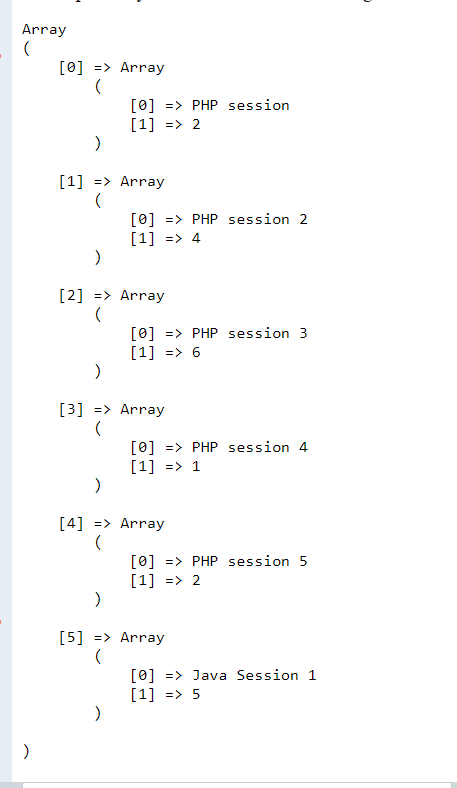 Array
(
[0] => Array
(
[0] => PHP session
[1] => 2
)
[1] => Array
(
[0] => PHP session 2
[1] => 4
)
[2] => Array
(
[0] => PHP session 3
[1] => 6
)
[3] => Array
(
[0] => PHP session 4
[1] => 1
)
[4] => Array
(
[0] => PHP session 5
[1] => 2
)
[5] => Array
(
[0] => Java Session 1
[1] => 5
)
)